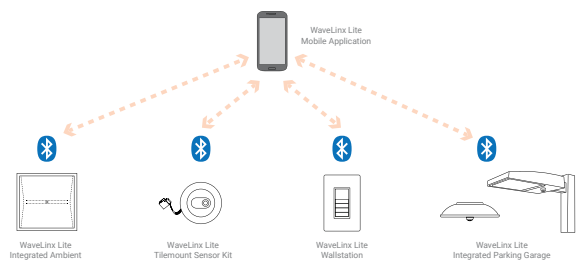 WaveLinx Lite
Mobile Application
WaveLinx Lite
Integrated Ambient
WaveLinx Lite
Tilemount Sensor Kit
WaveLinx Lite
Wallstation
WaveLinx Lite
Integrated Parking Garage